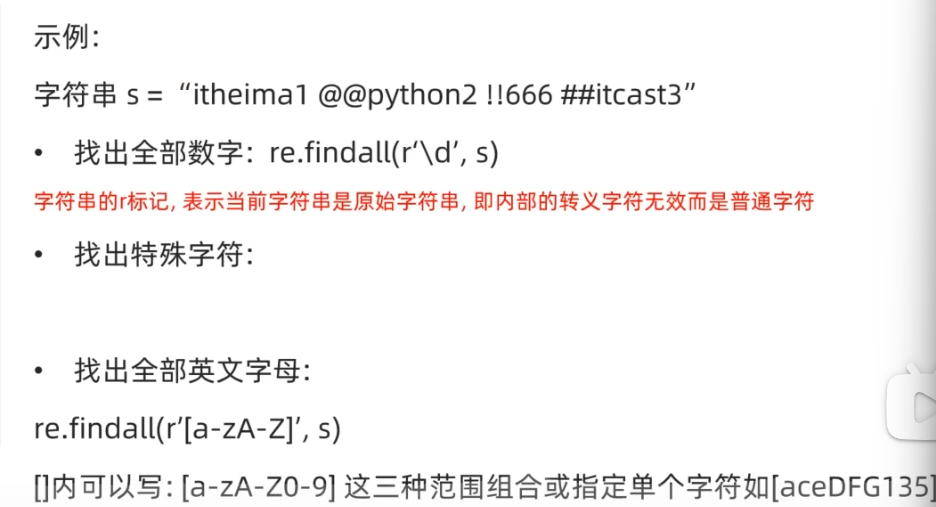 示例：
字符串 s = “itheima1 @@python2 !!666 ##itcast3”
• 找出全部数字：re.findall(r‘\d’, s)
字符串的r标记, 表示当前字符串是原始字符串, 即内部的转义字符无效而是普通字符
• 找出特殊字符：
• 找出全部英文字母：
re.findall(r’[a-zA-Z]’, s)
[]内可以写：[a-zA-Z0-9] 这三种范围组合或指定单个字符如[aceDFG135]